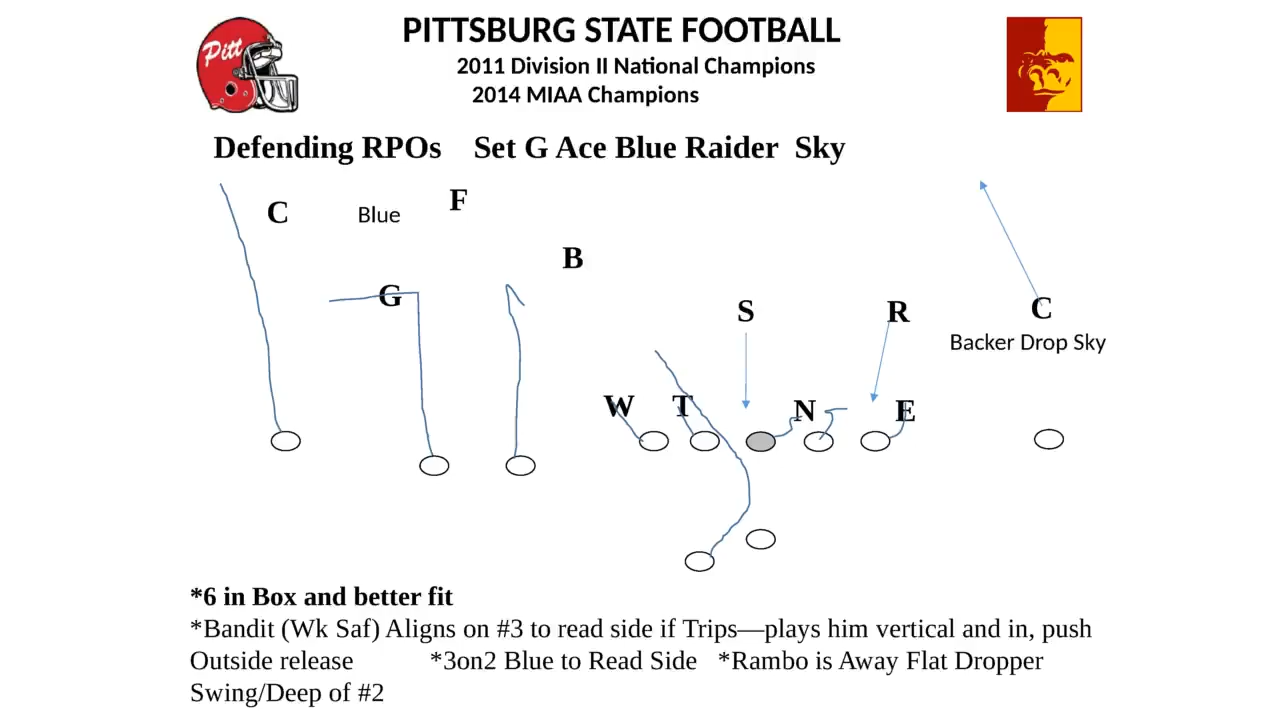 PITTSBURG STATE FOOTBALL
2011 Division II National Champions
2014 MIAA Champions
Pitt
Defending RPOs Set G Ace Blue Raider Sky
C Blue F
B
G
S R C
Backer Drop Sky
W T N E
*6 in Box and better fit
*Bandit (Wk Saf) Aligns on #3 to read side if Trips—plays him vertical and in, push
Outside release *3on2 Blue to Read Side *Rambo is Away Flat Dropper
Swing/Deep of #2